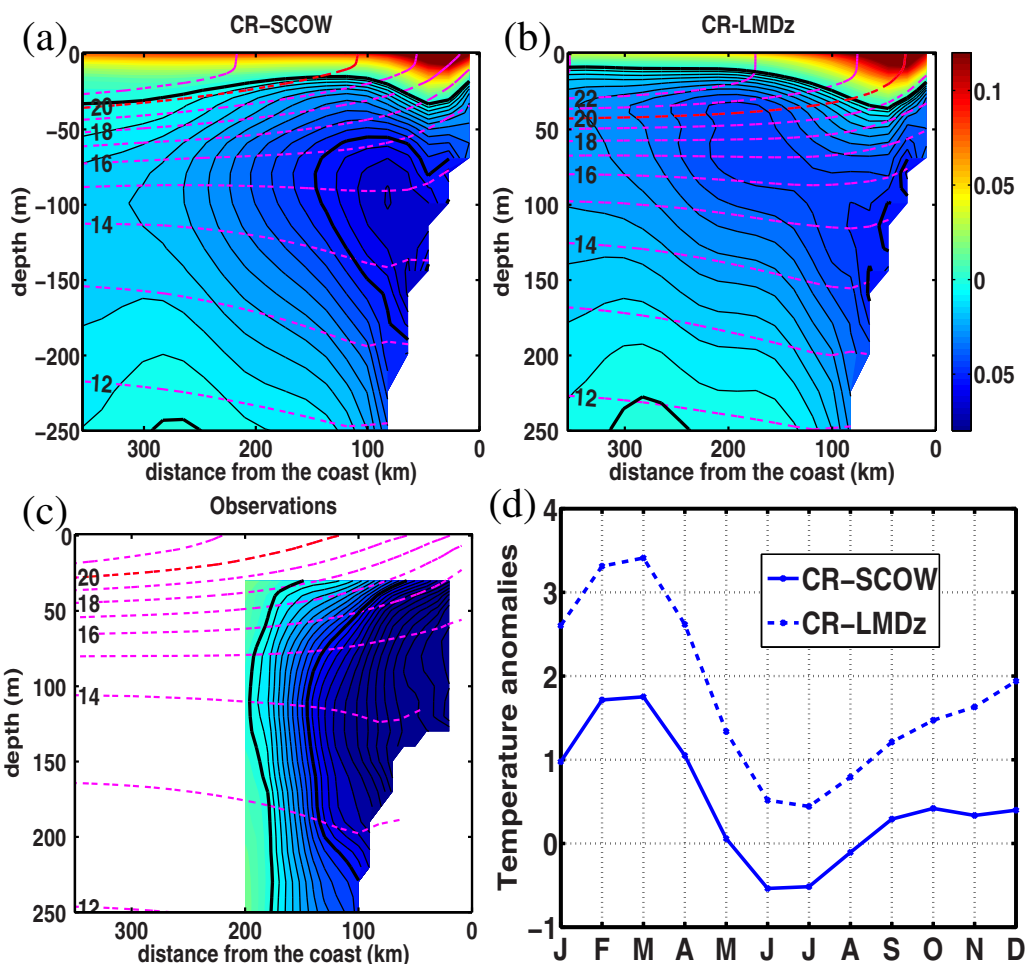 (a) CR−SCOW
(b) CR-LMDz
0
−50
−100
−150
−200
−250
depth (m)
20
18
16
14
12
300 200 100 0
distance from the coast (km)
0
−50
−100
−150
−200
−250
depth (m)
22
20
18
16
14
12
300 200 100 0
distance from the coast (km)
0.1
0.05
0
0.05
(c) Observations
0
50
100
150
200
250
depth (m)
20
18
16
14
12
300 200 100 0
distance from the coast (km)
(d)
Temperature anomalies
4
3
2
1
0
−1
CR−SCOW
CR−LMDz
J F M A M J J A S O N D